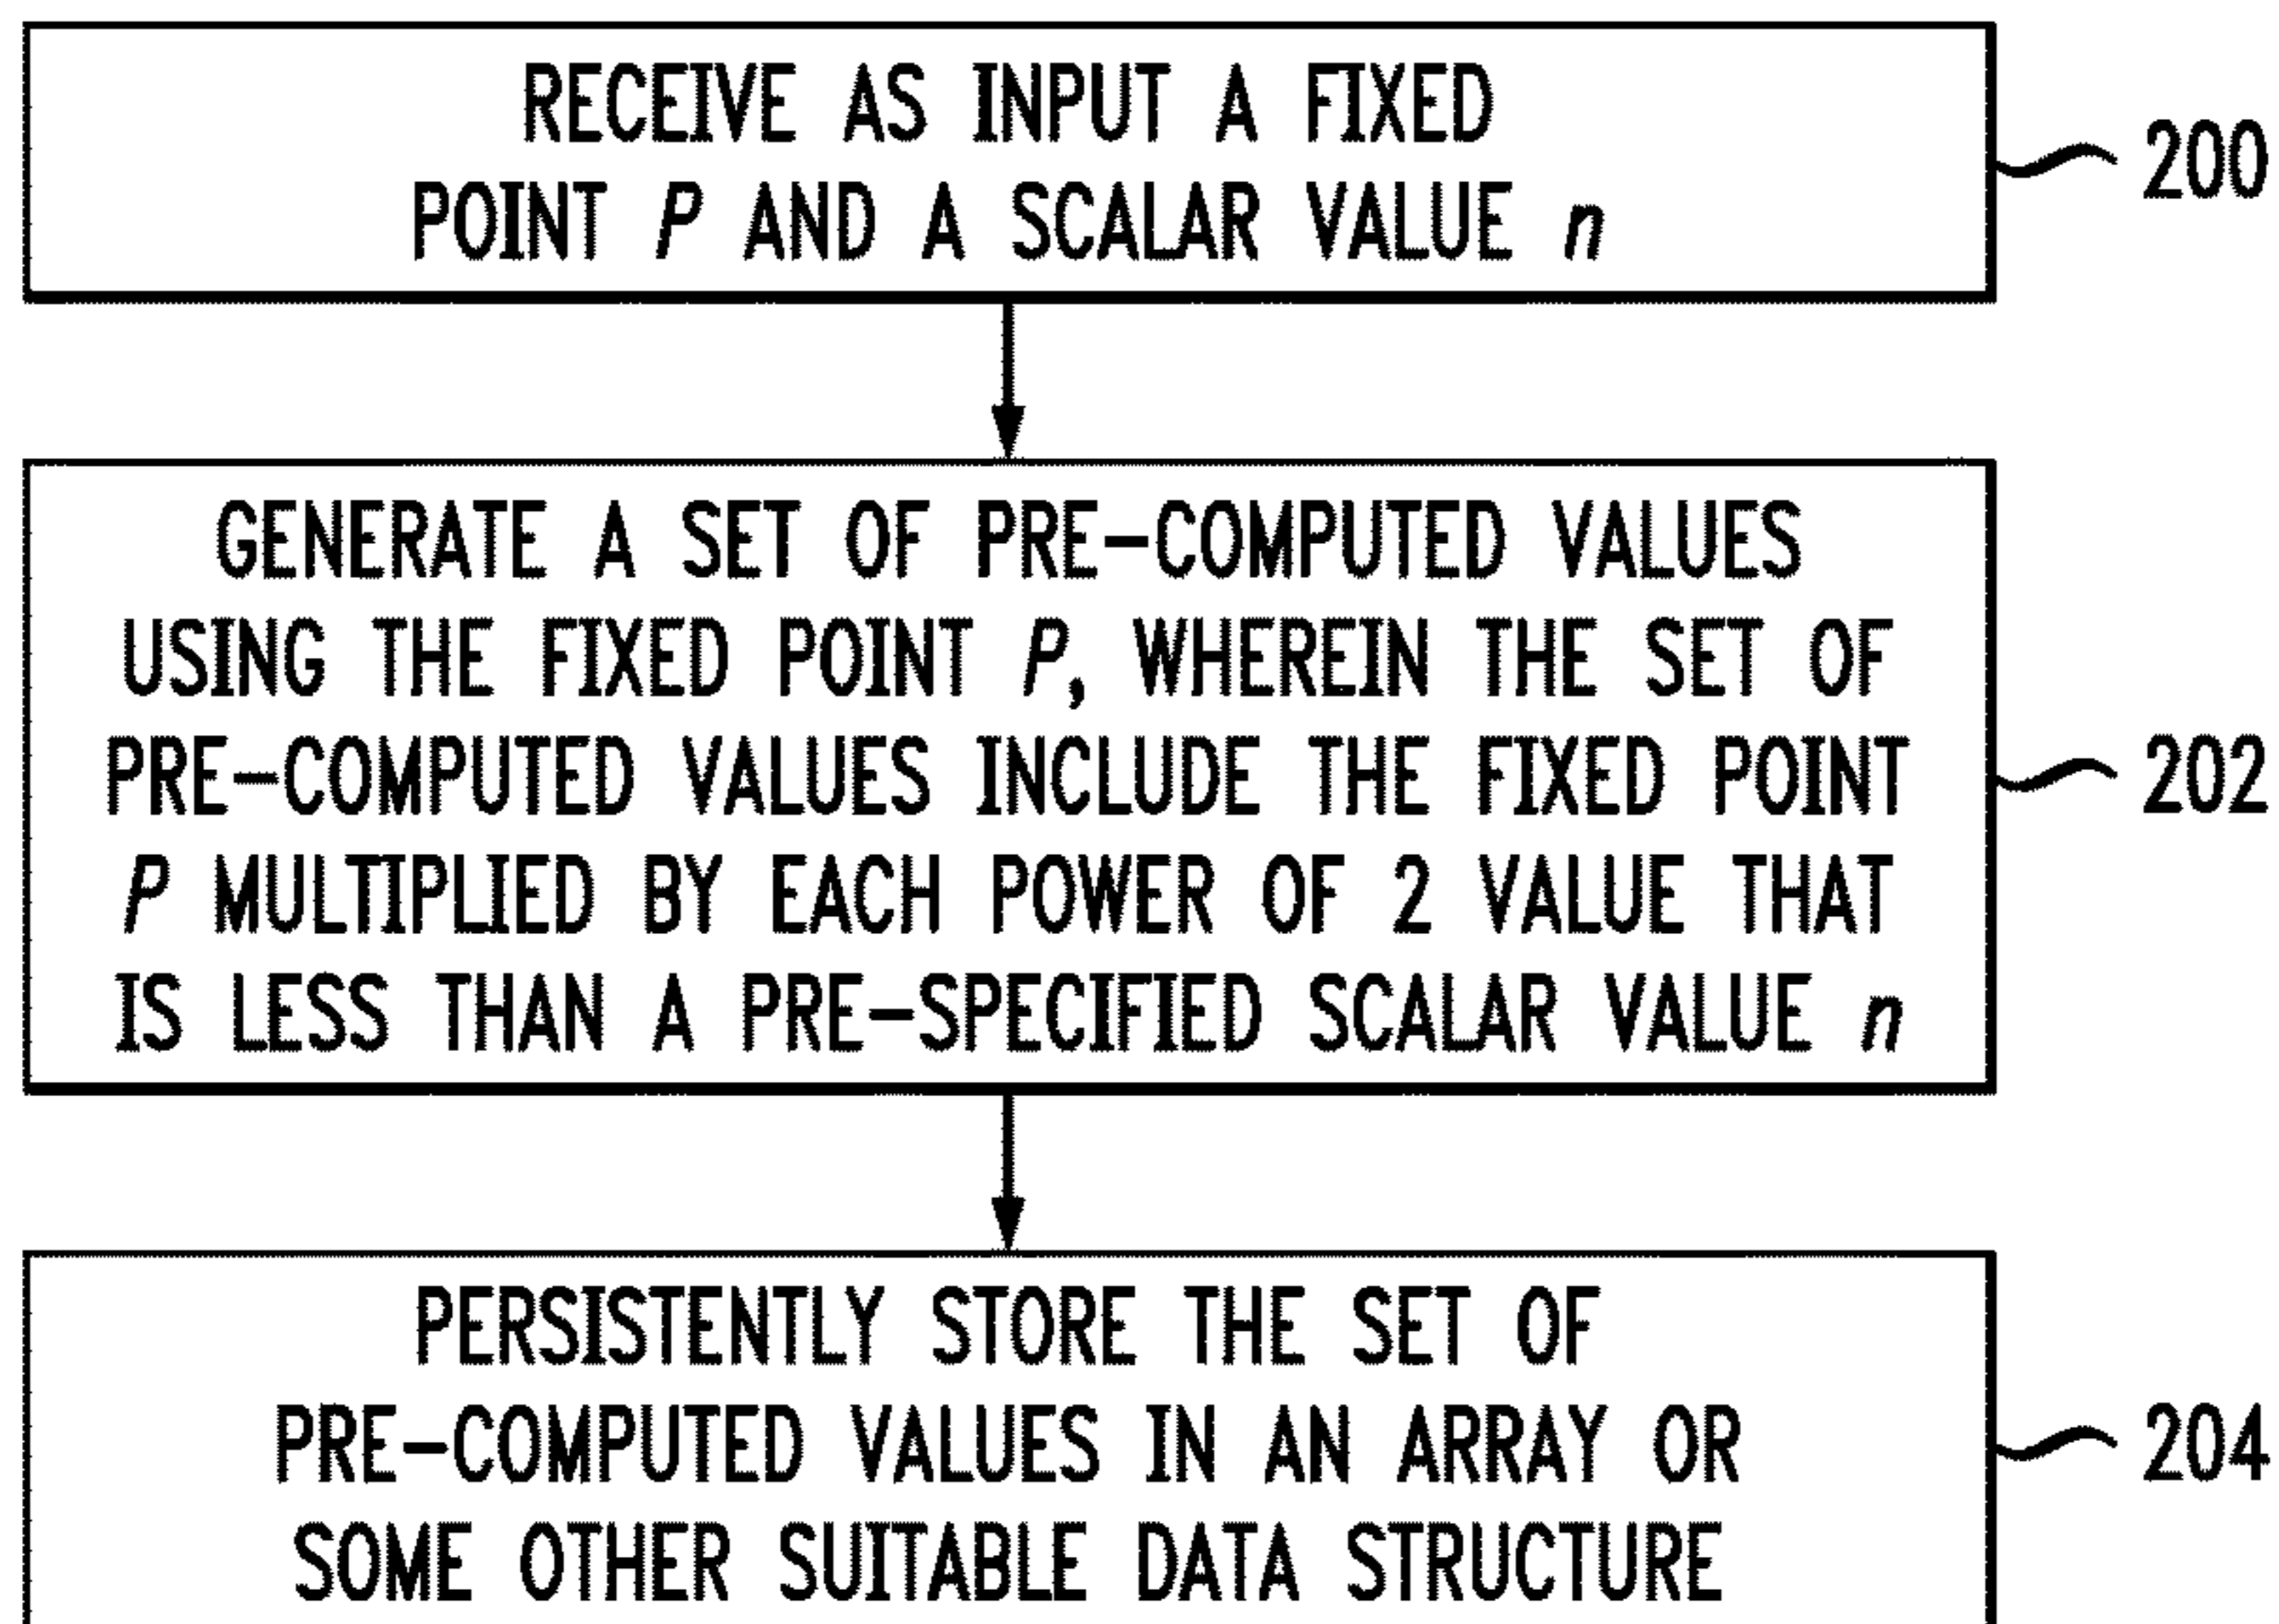 RECEIVE AS INPUT A FIXED
POINT P AND A SCALAR VALUE n
200
GENERATE A SET OF PRE-COMPUTED VALUES
USING THE FIXED POINT P, WHEREIN THE SET OF
PRE-COMPUTED VALUES INCLUDE THE FIXED POINT
P MULTIPLIED BY EACH POWER OF 2 VALUE THAT
IS LESS THAN A PRE-SPECIFIED SCALAR VALUE n
202
PERSISTENTLY STORE THE SET OF
PRE-COMPUTED VALUES IN AN ARRAY OR
SOME OTHER SUITABLE DATA STRUCTURE
204